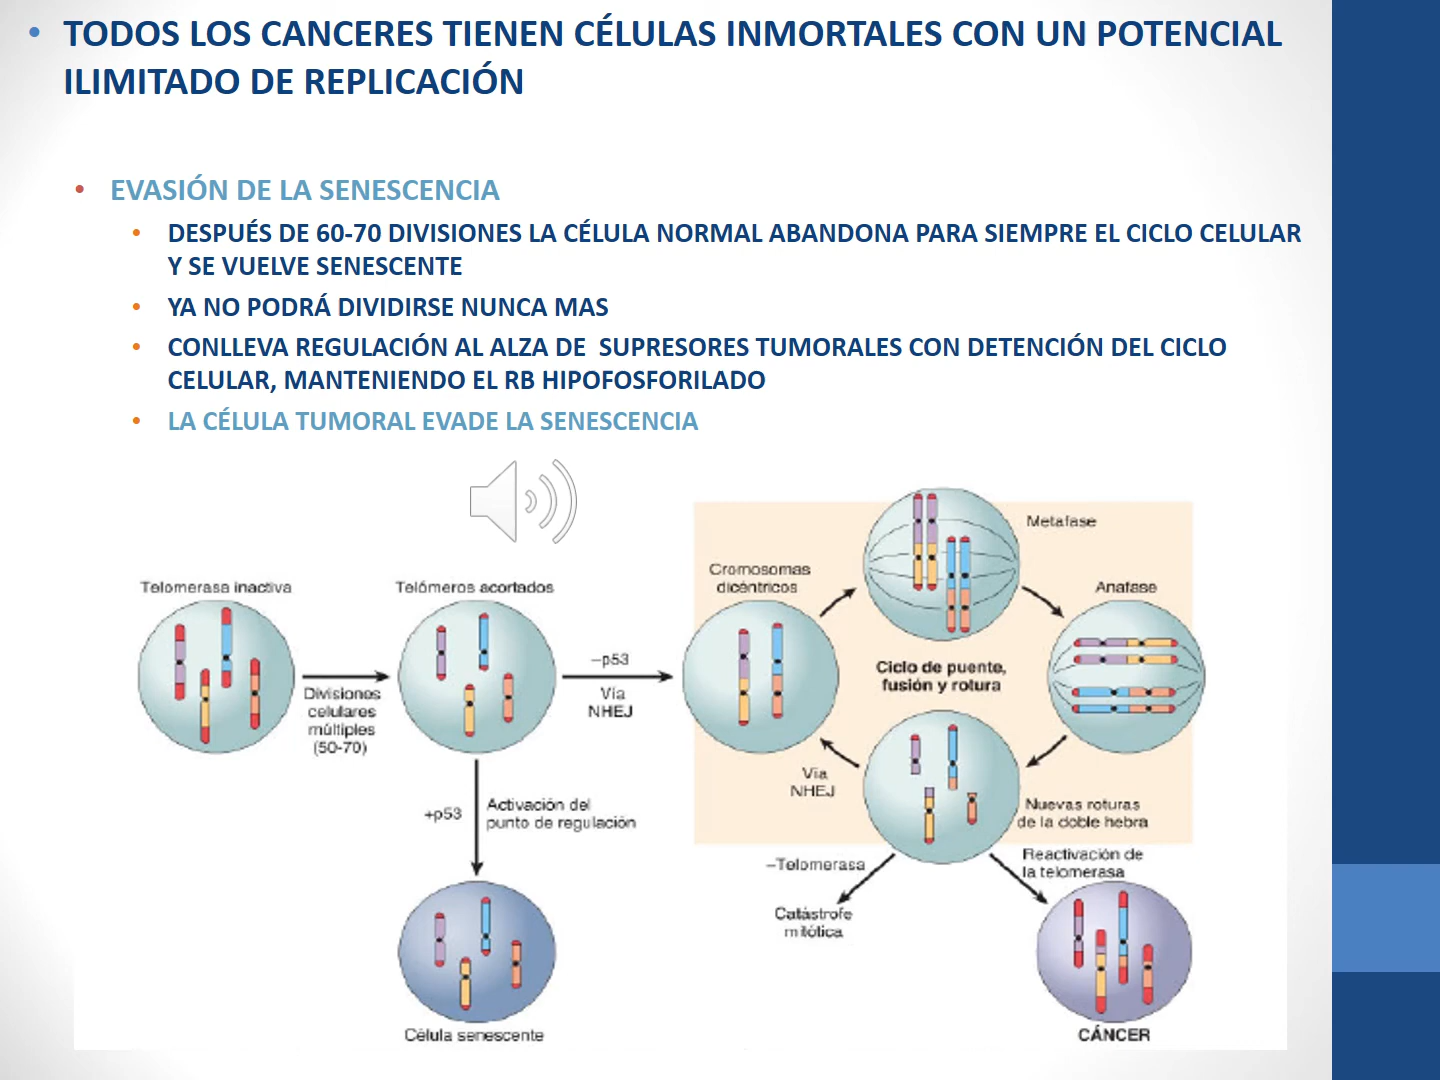 TODOS LOS CANCERES TIENEN CÉLULAS INMORTALES CON UN POTENCIAL
ILIMITADO DE REPLICACIÓN
EVASIÓN DE LA SENESCENCIA
DESPUÉS DE 60-70 DIVISIONES LA CÉLULA NORMAL ABANDONA PARA SIEMPRE EL CICLO CELULAR
Y SE VUELVE SENESCENTE
YA NO PODRÁ DIVIDIRSE NUNCA MAS
CONLLEVA REGULACIÓN AL ALZA DE SUPRESORES TUMORALES CON DETENCIÓN DEL CICLO
CELULAR, MANTENIENDO EL RB HIPOFOSFORILADO
LA CÉLULA TUMORAL EVADE LA SENESCENCIA
Telomerasa inactiva
Divisiones
celulares
múltiples
(50-70)
Telómeros acortados
–p53
Vía
NHEJ
+p53
Activación del
punto de regulación
Célula senescente
Cromosomas
dicéntricos
Metafase
Anafase
Ciclo de puente,
fusión y rotura
Vía
NHEJ
Nuevas roturas
de la doble hebra
–Telomerasa
Catástrofe
mitótica
Reactivación de
la telomerasa
CÁNCER